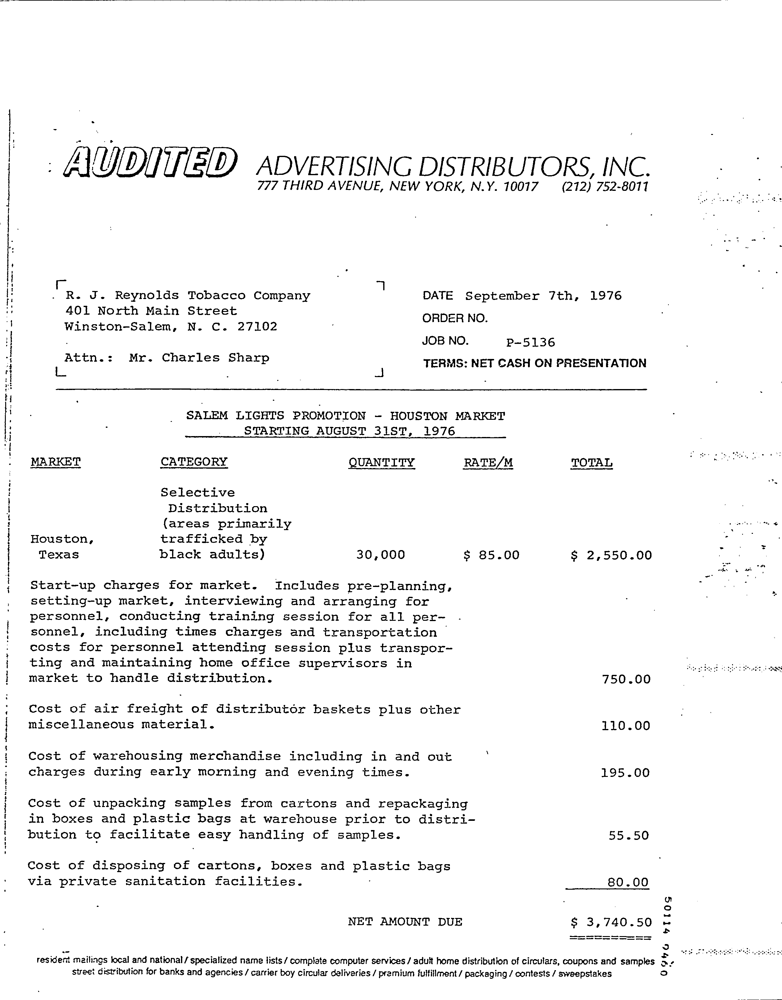 AUDITED ADVERTISING DISTRIBUTORS, INC.
777 THIRD AVENUE, NEW YORK, N.Y. 10017 (212) 752-8011
R. J. Reynolds Tobacco Company
401 North Main Street
Winston-Salem, N. C. 27102
Attn.: Mr. Charles Sharp
DATE September 7th, 1976
ORDER NO.
JOB NO. P-5136
TERMS: NET CASH ON PRESENTATION
SALEM LIGHTS PROMOTION - HOUSTON MARKET
STARTING AUGUST 31ST, 1976
MARKET CATEGORY QUANTITY RATE/M TOTAL
Selective
Distribution
(areas primarily
Houston, trafficked by
Texas black adults) 30,000 $ 85.00 $ 2,550.00
Start-up charges for market. Includes pre-planning,
setting-up market, interviewing and arranging for
personnel, conducting training session for all per-
sonnel, including times charges and transportation
costs for personnel attending session plus transpor-
ting and maintaining home office supervisors in
market to handle distribution. 750.00
Cost of air freight of distributor baskets plus other
miscellaneous material. 110.00
Cost of warehousing merchandise including in and out
charges during early morning and evening times. 195.00
Cost of unpacking samples from cartons and repackaging
in boxes and plastic bags at warehouse prior to distri-
bution to facilitate easy handling of samples. 55.50
Cost of disposing of cartons, boxes and plastic bags
via private sanitation facilities. 80.00
NET AMOUNT DUE $ 3,740.50
==========
resident mailings local and national / specialized name lists / complete computer services / adult home distribution of circulars, coupons and samples
street distribution for banks and agencies / carrier boy circular deliveries / premium fulfillment / packaging / contests / sweepstakes
50114